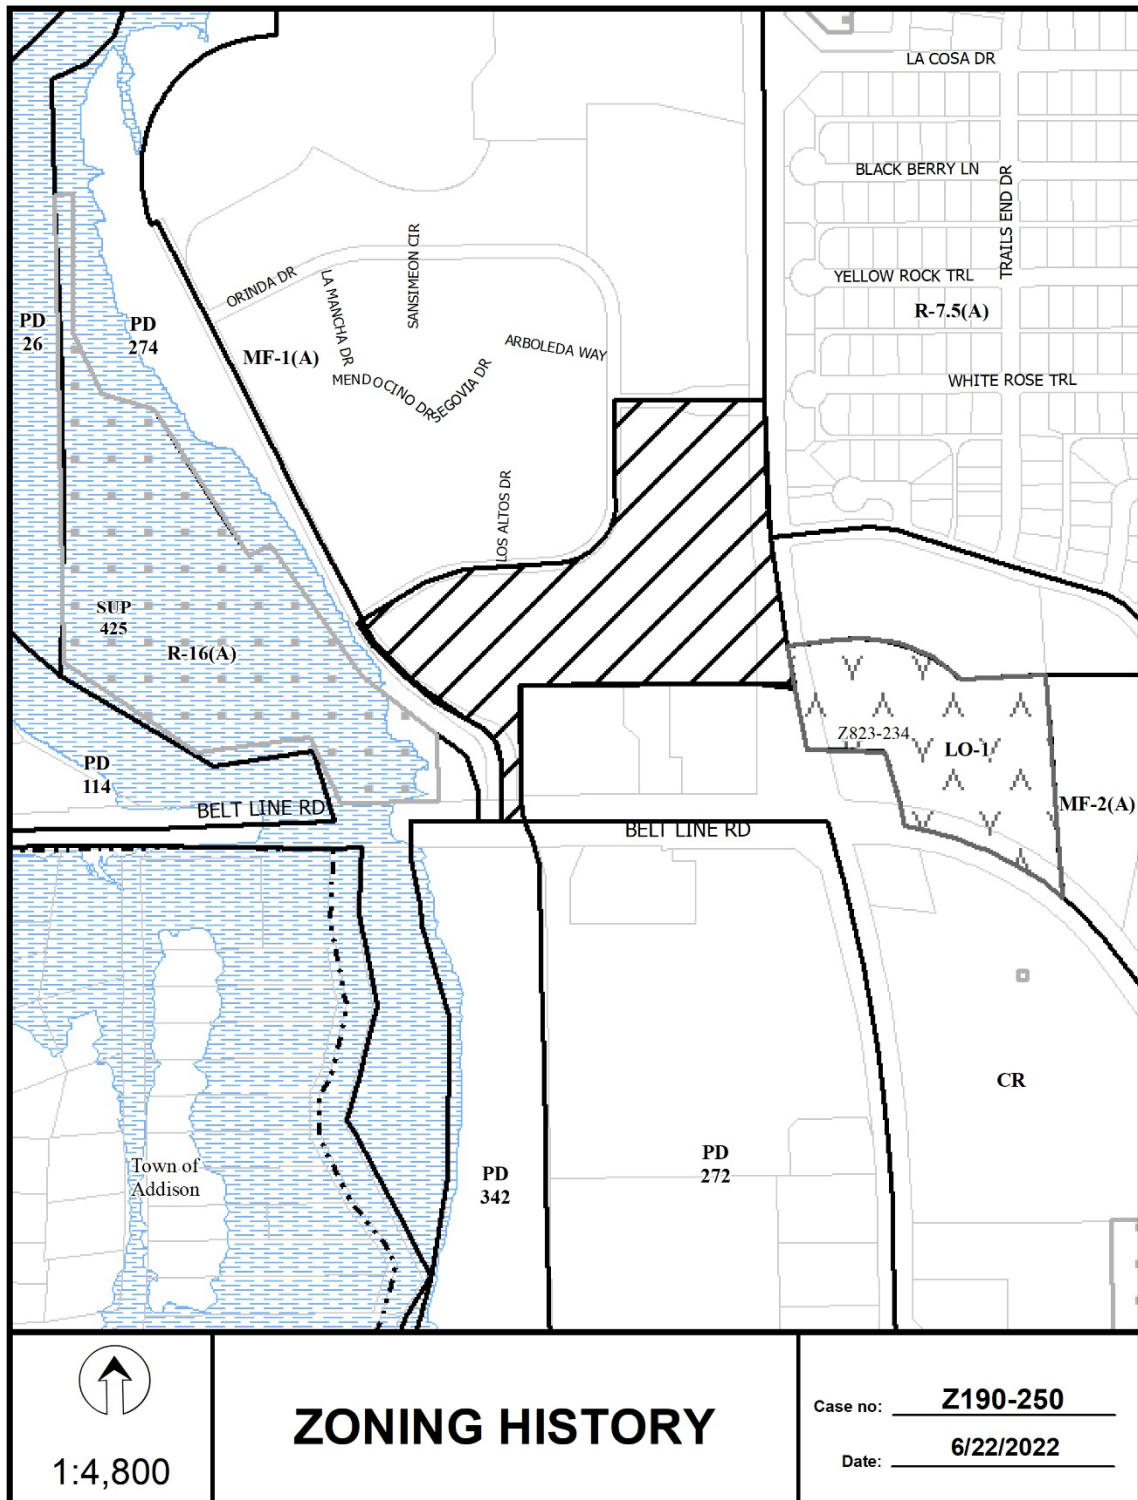 LA COSA DR
BLACK BERRY LN
TRAILS END DR
YELLOW ROCK TRL
R-7.5(A)
WHITE ROSE TRL
ORINDA DR
SANSIMEON CIR
LA MANCHA DR
ARBOLEDA WAY
MENDOCINO DR
SEGOVIA DR
LOS ALTOS DR
MF-1(A)
PD
26
PD
274
SUP
425
R-16(A)
PD
114
BELT LINE RD
BELT LINE RD
Z823-234
LO-1
MF-2(A)
CR
PD
272
PD
342
Town of
Addison
1:4,800
ZONING HISTORY
Case no: Z190-250
Date: 6/22/2022